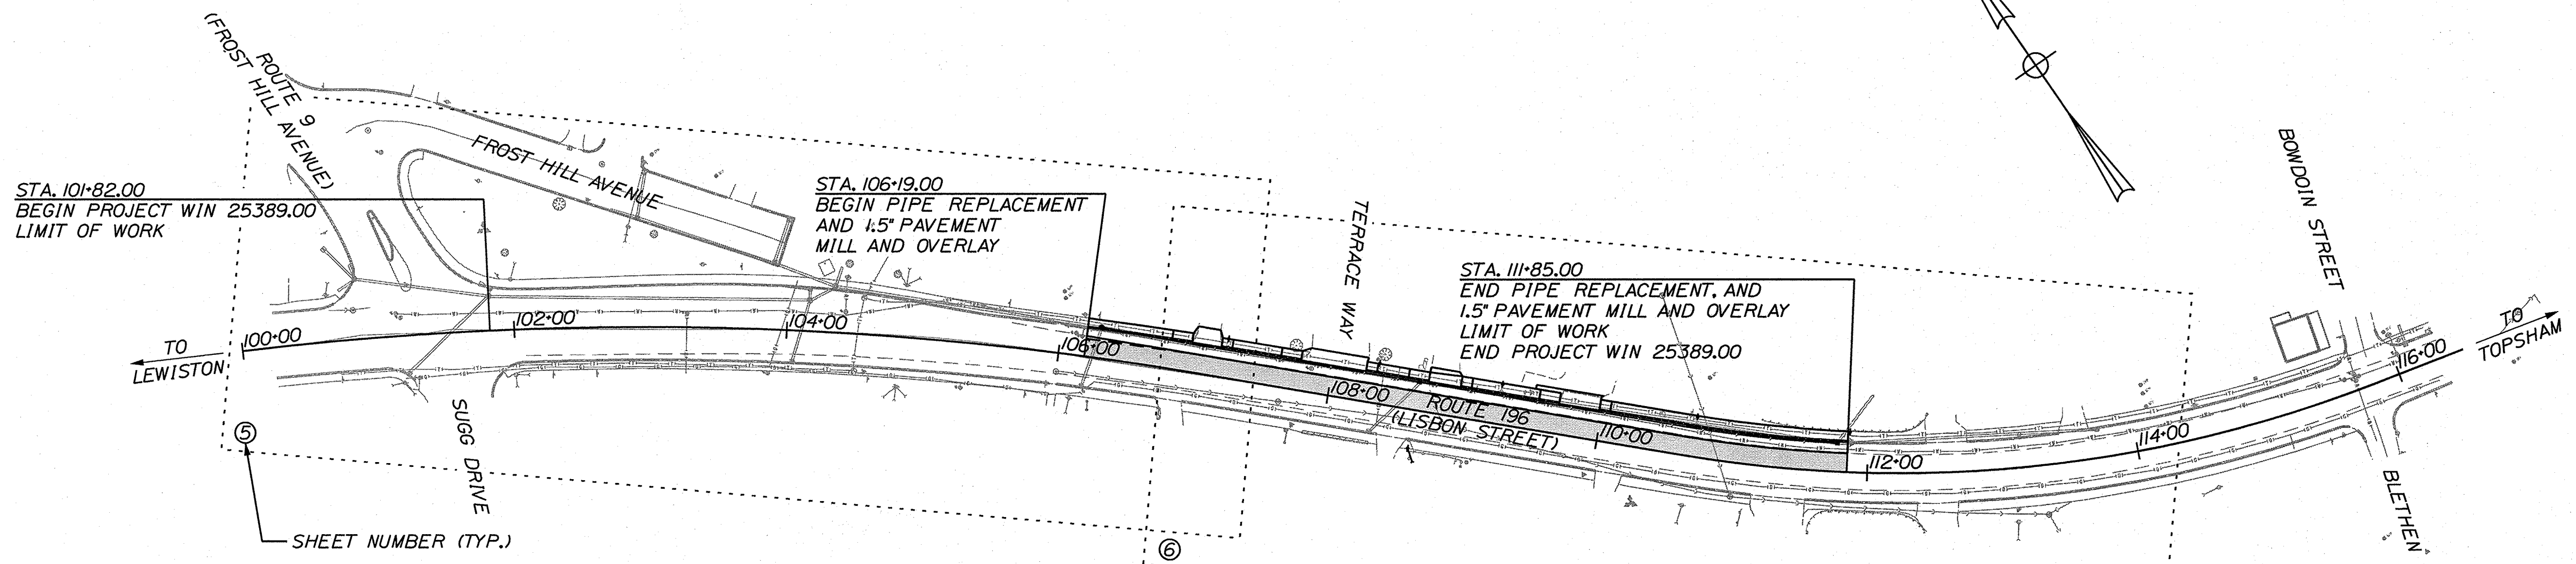 ROUTE 9
(FROST HILL AVENUE)
FROST HILL AVENUE
STA. 101+82.00
BEGIN PROJECT WIN 25389.00
LIMIT OF WORK
STA. 106+19.00
BEGIN PIPE REPLACEMENT
AND 1.5" PAVEMENT
MILL AND OVERLAY
TERRACE WAY
STA. 111+85.00
END PIPE REPLACEMENT, AND
1.5" PAVEMENT MILL AND OVERLAY
LIMIT OF WORK
END PROJECT WIN 25389.00
BOWDOIN STREET
TO
LEWISTON
100+00
102+00
104+00
106+00
108+00
ROUTE 196
(LISBON STREET)
110+00
112+00
114+00
116+00
TO
TOPSHAM
5
SUGG DRIVE
SHEET NUMBER (TYP.)
6
BLETHEN